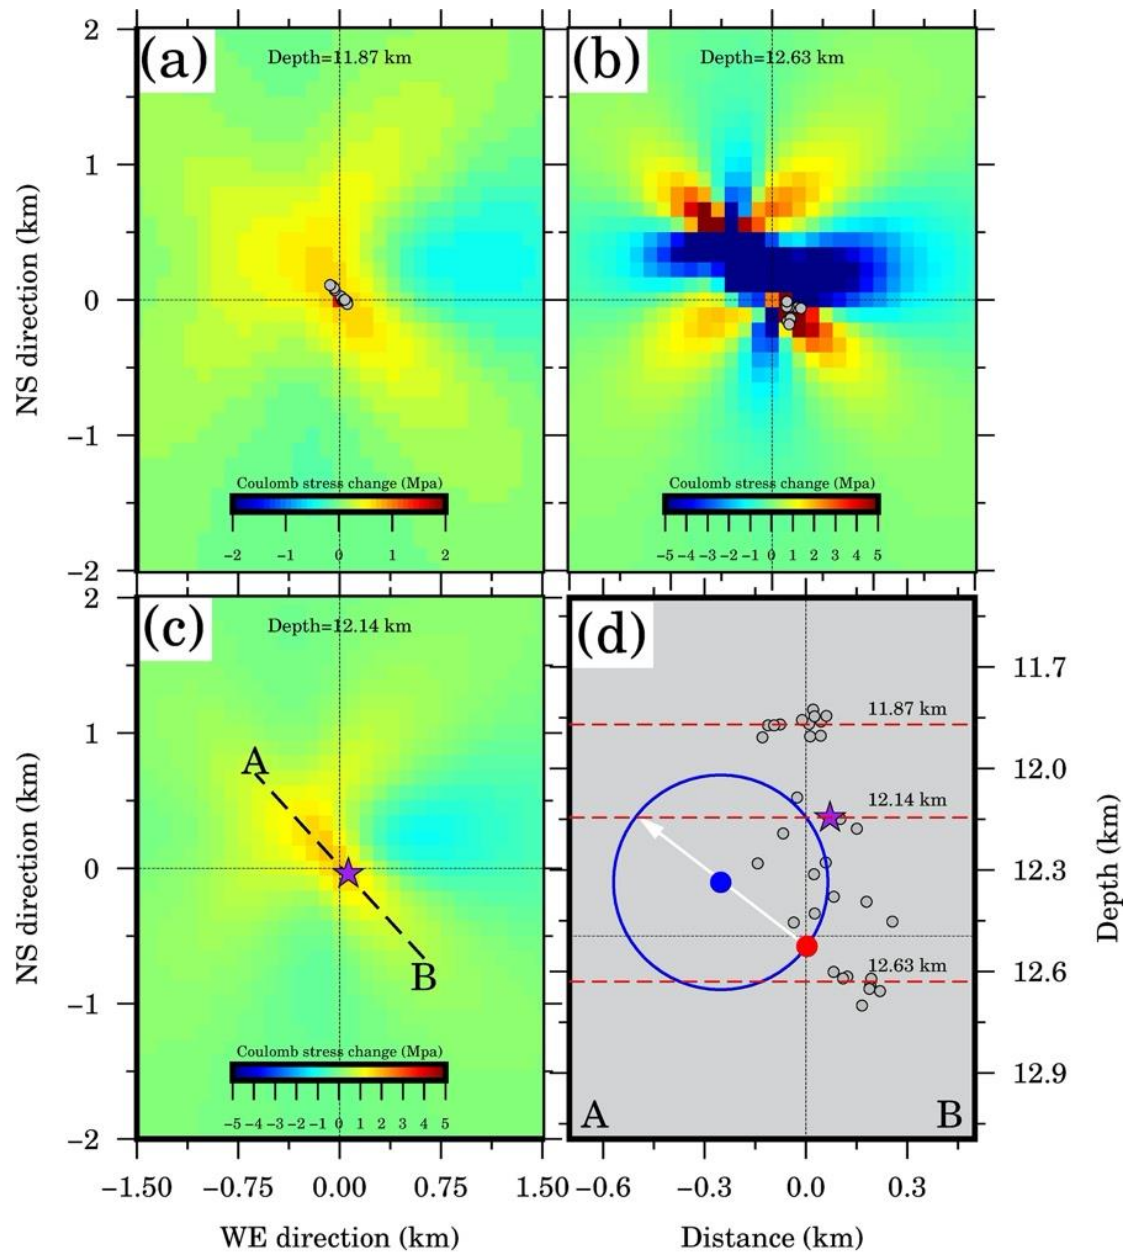 (a)
Depth=11.87 km
2
1
0
−1
−2
NS direction (km)
Coulomb stress change (Mpa)
−2 −1 0 1 2
(b)
Depth=12.63 km
Coulomb stress change (Mpa)
−5 −4 −3 −2 −1 0 1 2 3 4 5
(c)
Depth=12.14 km
2
1
0
−1
−2
NS direction (km)
A
B
Coulomb stress change (Mpa)
−5 −4 −3 −2 −1 0 1 2 3 4 5
−1.50 −0.75 0.00 0.75 1.50
WE direction (km)
(d)
11.87 km
12.14 km
12.63 km
A B
11.7
12.0
12.3
12.6
12.9
Depth (km)
−0.6 −0.3 0.0 0.3
Distance (km)